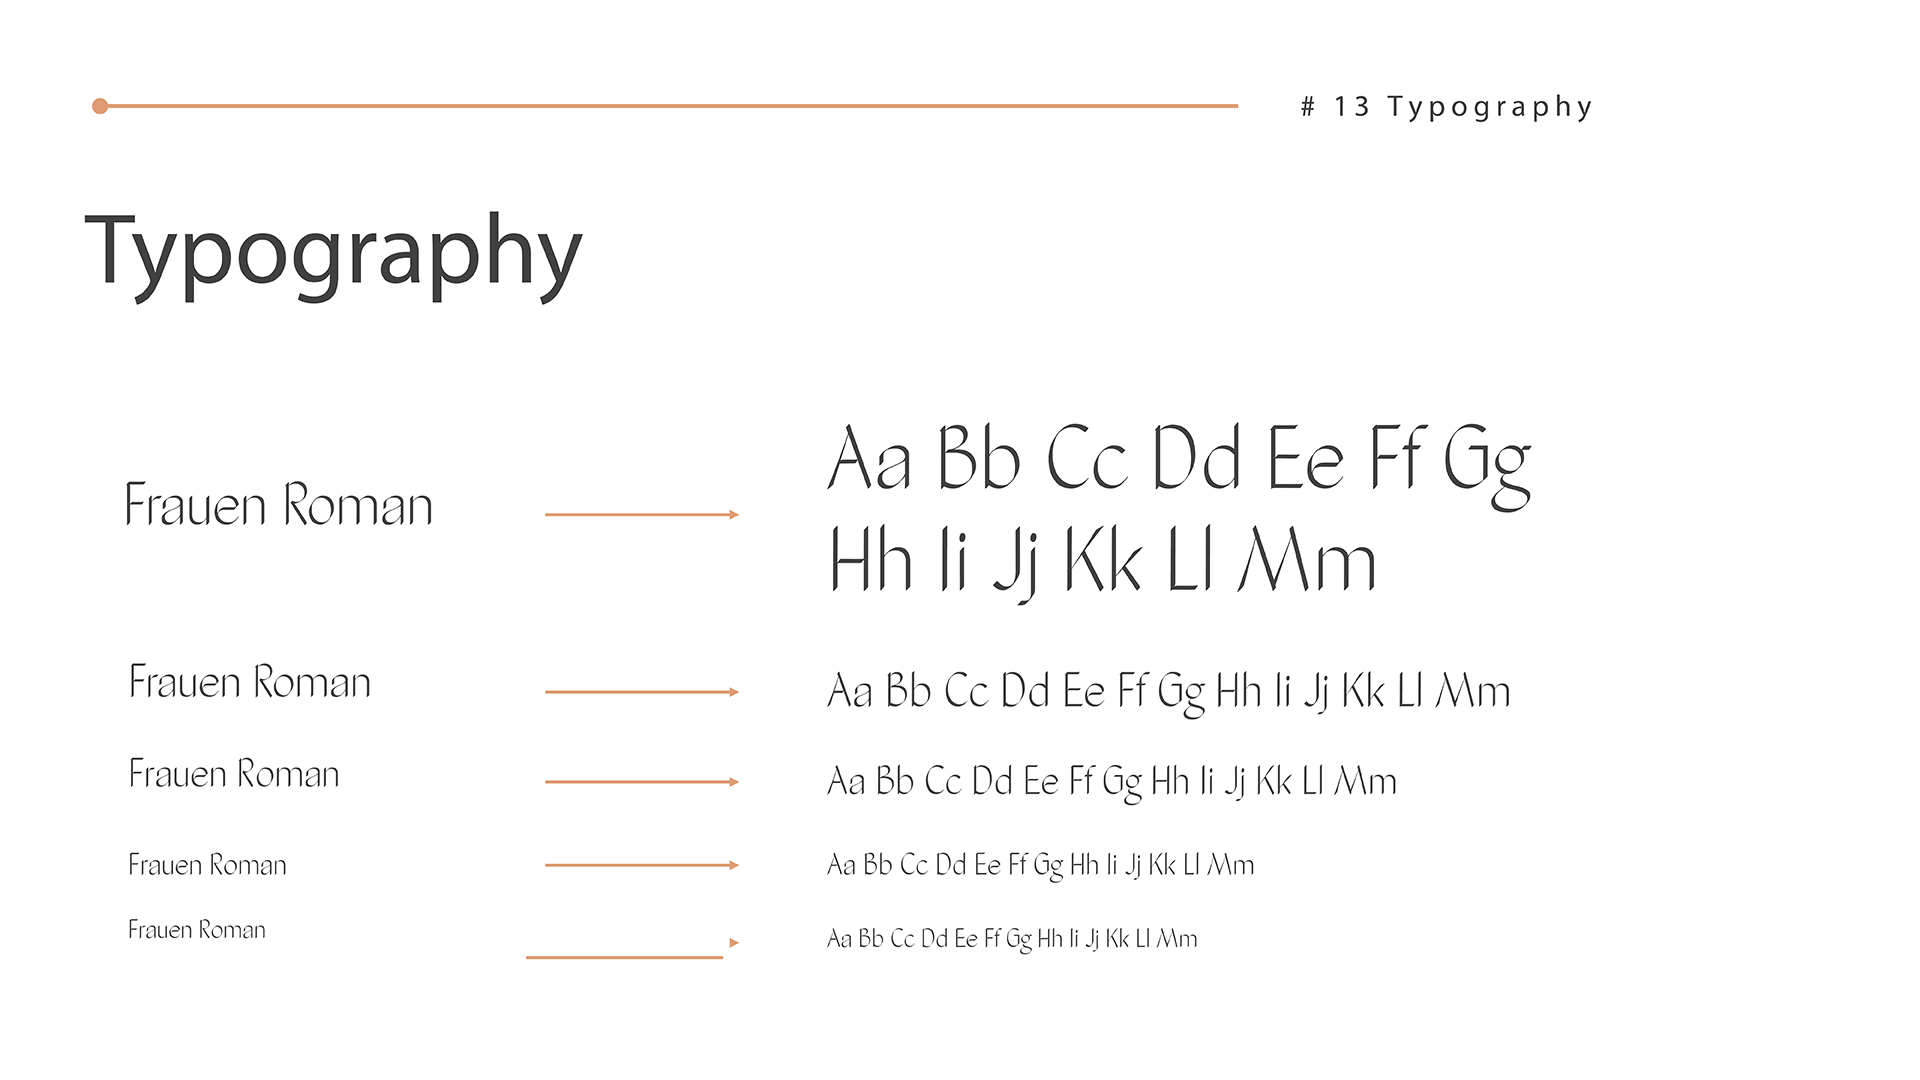 # 13 Typography
Typography
Frauen Roman
Aa Bb Cc Dd Ee Ff Gg
Hh Ii Jj Kk Ll Mm
Frauen Roman
Aa Bb Cc Dd Ee Ff Gg Hh Ii Jj Kk Ll Mm
Frauen Roman
Aa Bb Cc Dd Ee Ff Gg Hh Ii Jj Kk Ll Mm
Frauen Roman
Aa Bb Cc Dd Ee Ff Gg Hh Ii Jj Kk Ll Mm
Frauen Roman
Aa Bb Cc Dd Ee Ff Gg Hh Ii Jj Kk Ll Mm